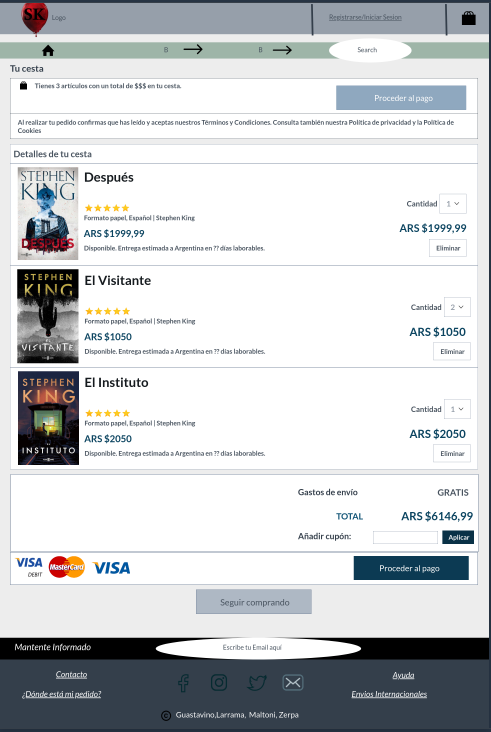 SK
Logo
Registrarse/Iniciar Sesion
8
8
Search
Tu cesta
Tienes 3 artículos con un total de $$$ en tu cesta.
Proceder al pago
Al realizar tu pedido confirmas que has leído y aceptas nuestros Términos y Condiciones. Consulta también nuestra Política de privacidad y la Política de
Cookies
Detalles de tu cesta
STEPHEN
KING
DESPUÉS
Después
Formato papel, Español | Stephen King
ARS $1999,99
Disponible. Entrega estimada a Argentina en ?? días laborables.
Cantidad 1
ARS $1999,99
Eliminar
STEPHEN
KING
EL
VISITANTE
El Visitante
Formato papel, Español | Stephen King
ARS $1050
Disponible. Entrega estimada a Argentina en ?? días laborables.
Cantidad 2
ARS $1050
Eliminar
STEPHEN
KING
EL
INSTITUTO
El Instituto
Formato papel, Español | Stephen King
ARS $2050
Disponible. Entrega estimada a Argentina en ?? días laborables.
Cantidad 1
ARS $2050
Eliminar
Gastos de envío GRATIS
TOTAL ARS $6146,99
Añadir cupón: Aplicar
VISA
DEBIT
MasterCard
VISA
Proceder al pago
Seguir comprando
Mantente Informado
Escribe tu Email aquí
Contacto
Ayuda
¿Dónde está mi pedido?
Envios Internacionales
© Guastavino,Larrama, Maltoni, Zerpa